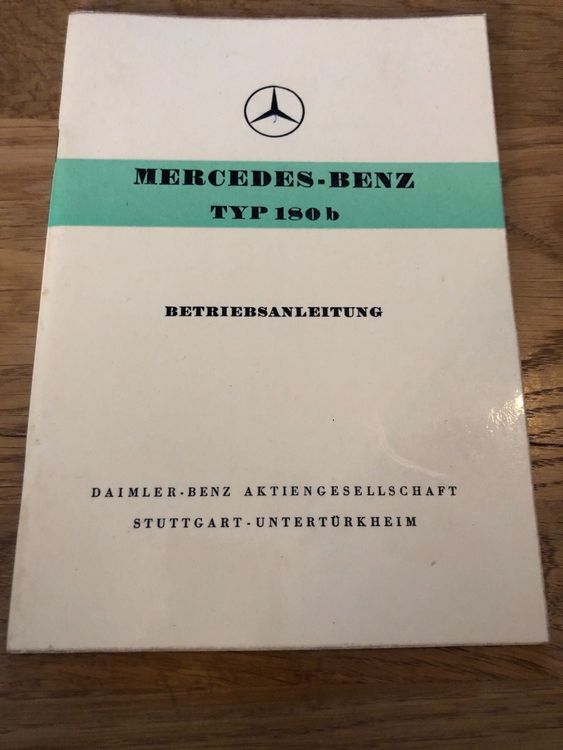 MERCEDES-BENZ
TYP 180b
BETRIEBSANLEITUNG
DAIMLER-BENZ AKTIENGESELLSCHAFT
STUTTGART-UNTERTÜRKHEIM